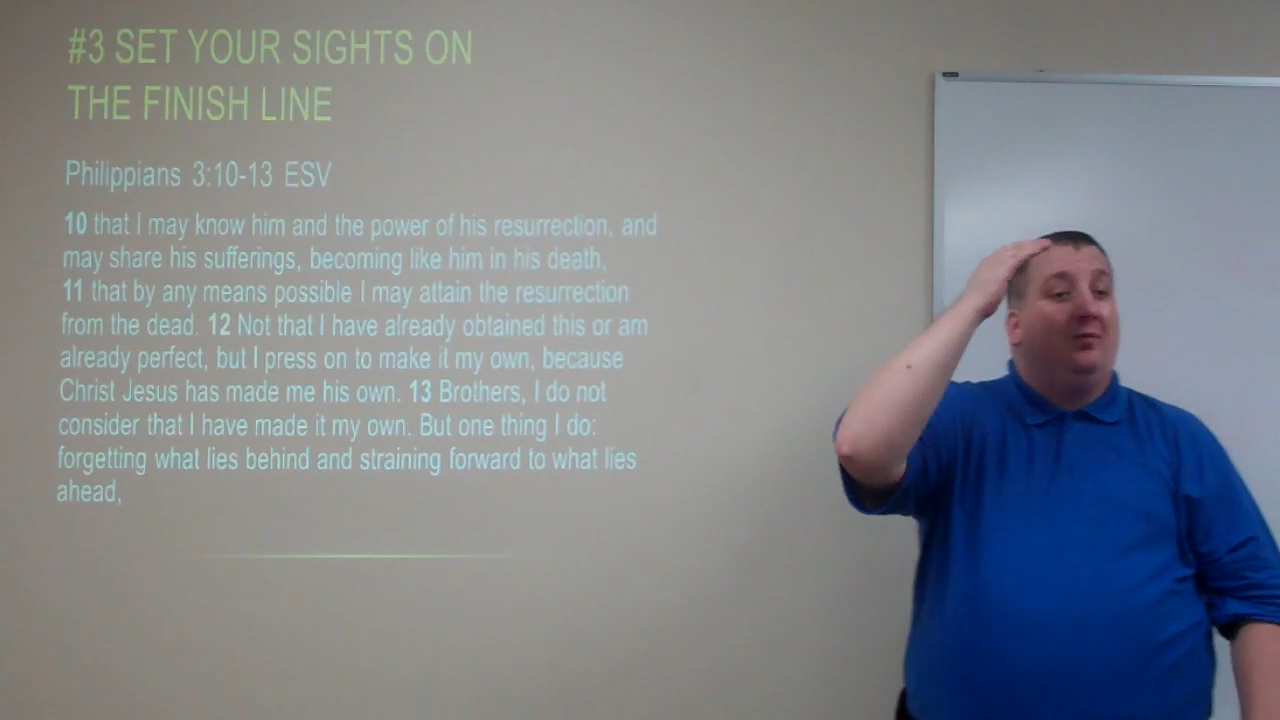 #3 SET YOUR SIGHTS ON
THE FINISH LINE
Philippians 3:10-13 ESV
10 that I may know him and the power of his resurrection, and
may share his sufferings, becoming like him in his death,
11 that by any means possible I may attain the resurrection
from the dead. 12 Not that I have already obtained this or am
already perfect, but I press on to make it my own, because
Christ Jesus has made me his own. 13 Brothers, I do not
consider that I have made it my own. But one thing I do:
forgetting what lies behind and straining forward to what lies
ahead,